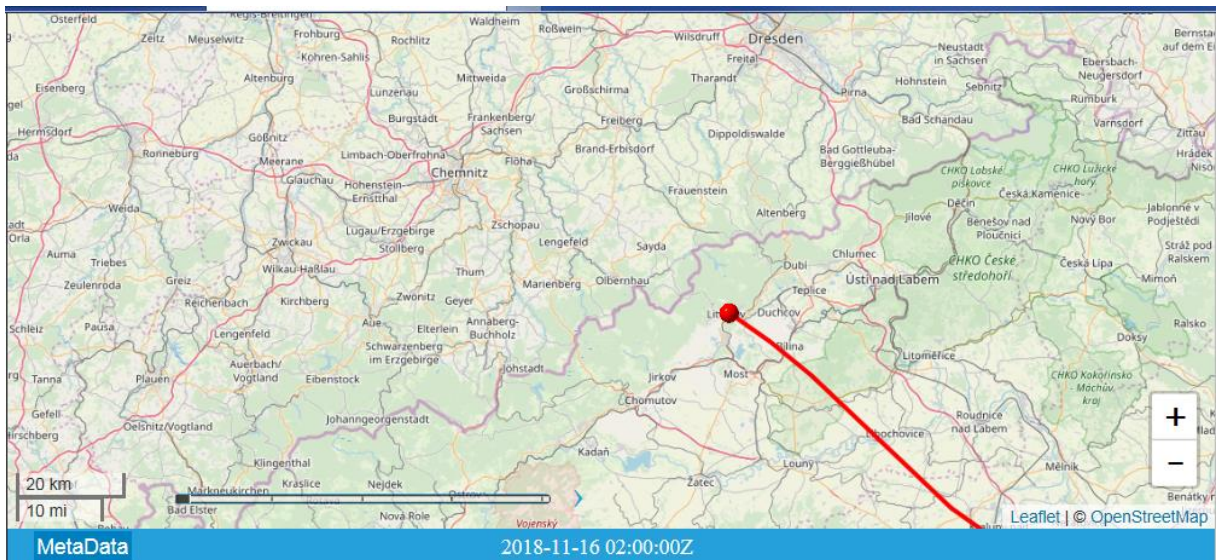 Waldheim
Roßwein
Wilsdruff
Dresden
Bernsta
auf dem Ei
Zeitz
Meuselwitz
Frohburg
Rochlitz
Freital
Neustadt
in Sachsen
Ebersbach-
Neugersdorf
Kohren-Sahlis
Altenburg
Mittweida
Tharandt
Hohnstein
Sebnitz
Eisenberg
Lunzenau
Großschirma
Pirna
Rumburk
Burgstädt
Frankenberg/
Sachsen
Freiberg
Bad Schandau
Varnsdorf
Hermsdorf
Gößnitz
Dippoldiswalde
Zittau
Ronneburg
Meerane
Limbach-Oberfrohna
Flöha
Brand-Erbisdorf
Bad Gottleuba-
Berggießhübel
Hrádek
Glauchau
Chemnitz
CHKO Labské
pískovce
CHKO Lužické
hory
Hohenstein-
Ernstthal
Frauenstein
Česká Kamenice
Weida
Zschopau
Altenberg
Děčín
Jablonné v
Podještědí
Zwickau
Lugau/Erzgebirge
Jílové
Benešov nad
Ploučnicí
Nový Bor
Orla
Auma
Triebes
Stollberg
Lengefeld
Sayda
Chlumec
Stráž pod
Ralskem
Wilkau-Haßlau
Thum
Dubí
CHKO České
středohoří
Česká Lípa
Zeulenroda
Greiz
Marienberg
Olbernhau
Teplice
Ústí nad Labem
Mimoň
Reichenbach
Kirchberg
Zwönitz
Geyer
Duchcov
Schleiz
Pausa
Lengenfeld
Aue
Elterlein
Annaberg-
Buchholz
Bílina
Ralsko
Schwarzenberg
im Erzgebirge
Litoměřice
Doksy
Tanna
Plauen
Auerbach/
Vogtland
Eibenstock
Jöhstadt
Jirkov
Most
CHKO Kokořínsko
- Máchův
kraj
Chomutov
Gefell
Johanngeorgenstadt
Roudnice
nad Labem
Hirschberg
Oelsnitz/Vogtland
Kadaň
Klingenthal
Louny
Mělník
20 km
Markneukirchen
Kraslice
Nejdek
Žatec
Benátky n
10 mi
Bad Elster
Nová Role
Vojenský
+
−
Leaflet | © OpenStreetMap
MetaData
2018-11-16 02:00:00Z